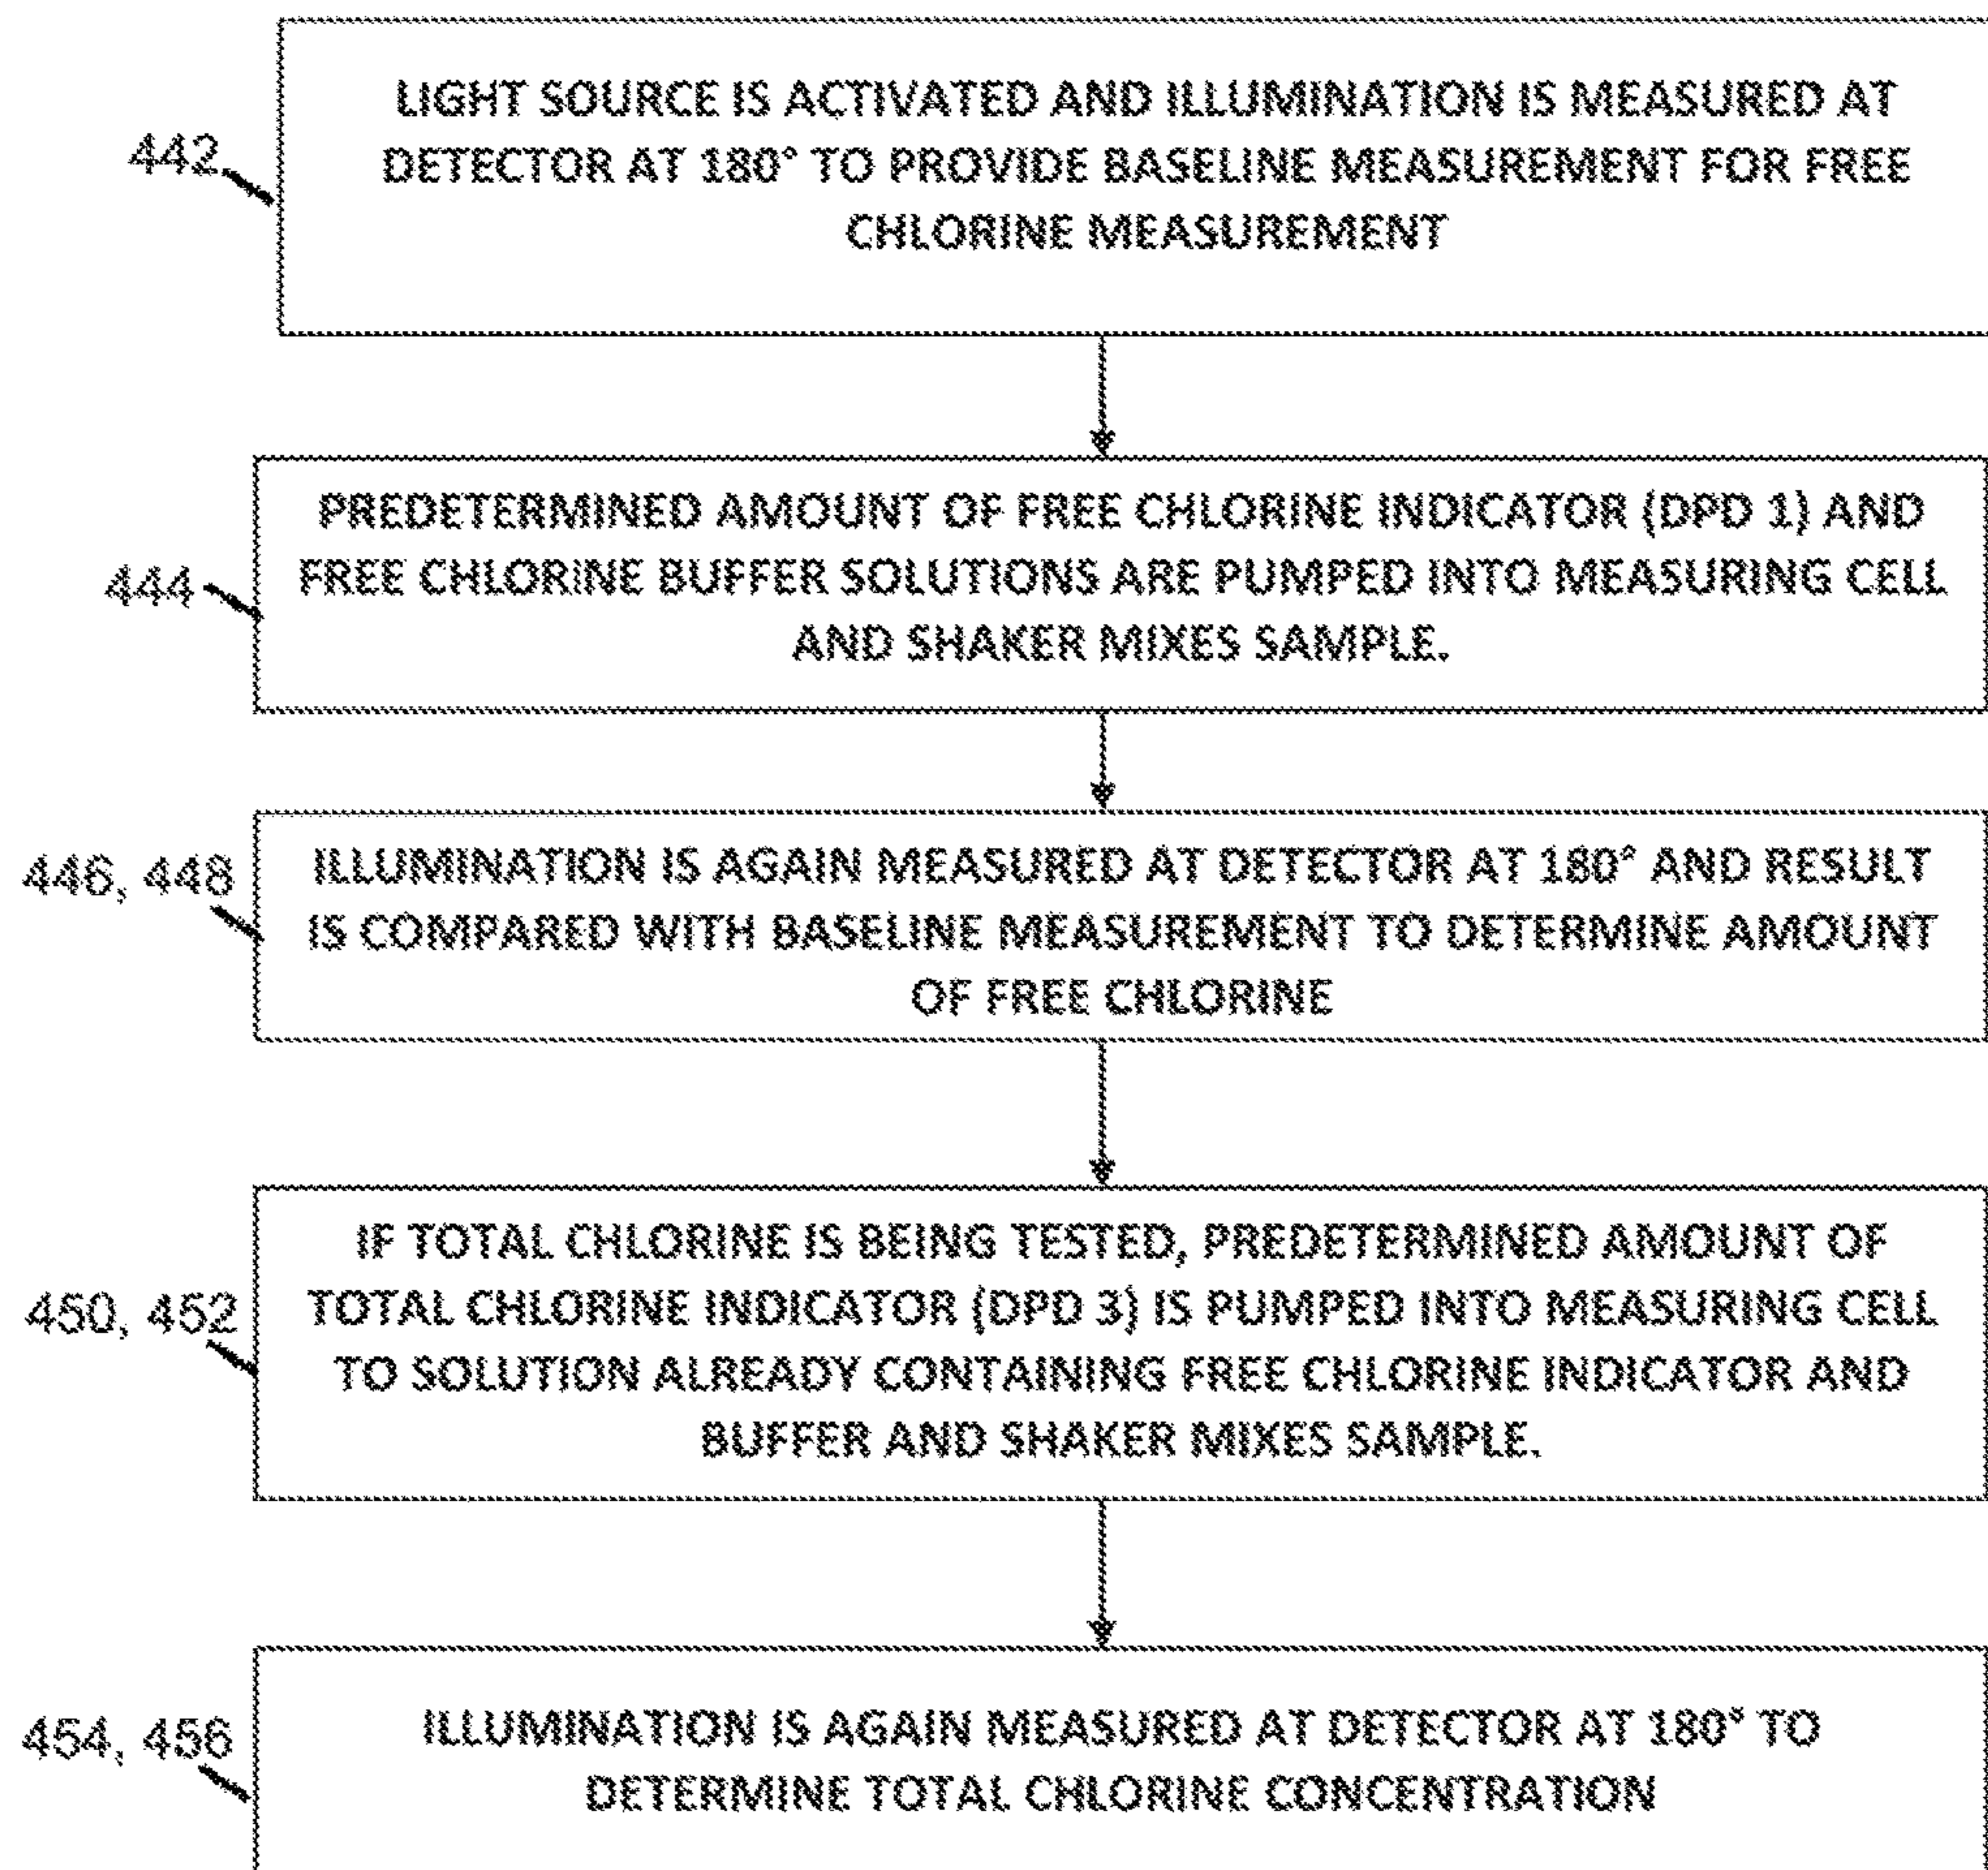 LIGHT SOURCE IS ACTIVATED AND ILLUMINATION IS MEASURED AT
442 DETECTOR AT 180° TO PROVIDE BASELINE MEASUREMENT FOR FREE
CHLORINE MEASUREMENT
PREDETERMINED AMOUNT OF FREE CHLORINE INDICATOR (DPD 1) AND
444 FREE CHLORINE BUFFER SOLUTIONS ARE PUMPED INTO MEASURING CELL
AND SHAKER MIXES SAMPLE.
446, 448 ILLUMINATION IS AGAIN MEASURED AT DETECTOR AT 180° AND RESULT
IS COMPARED WITH BASELINE MEASUREMENT TO DETERMINE AMOUNT
OF FREE CHLORINE
IF TOTAL CHLORINE IS BEING TESTED, PREDETERMINED AMOUNT OF
450, 452 TOTAL CHLORINE INDICATOR (DPD 3) IS PUMPED INTO MEASURING CELL
TO SOLUTION ALREADY CONTAINING FREE CHLORINE INDICATOR AND
BUFFER AND SHAKER MIXES SAMPLE.
454, 456 ILLUMINATION IS AGAIN MEASURED AT DETECTOR AT 180° TO
DETERMINE TOTAL CHLORINE CONCENTRATION